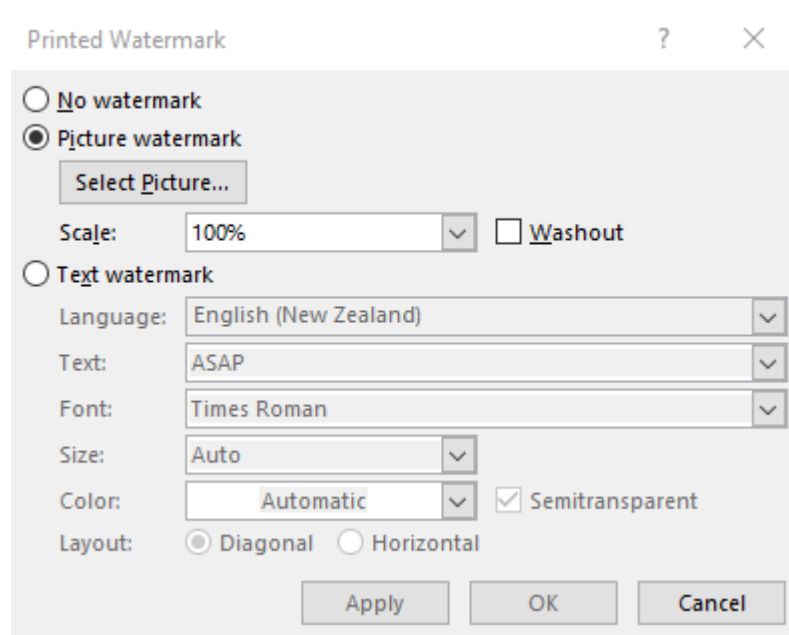 Printed Watermark ?
No watermark
Picture watermark
Select Picture...
Scale: 100% Washout
Text watermark
Language: English (New Zealand)
Text: ASAP
Font: Times Roman
Size: Auto
Color: Automatic Semitransparent
Layout: Diagonal Horizontal
Apply OK Cancel